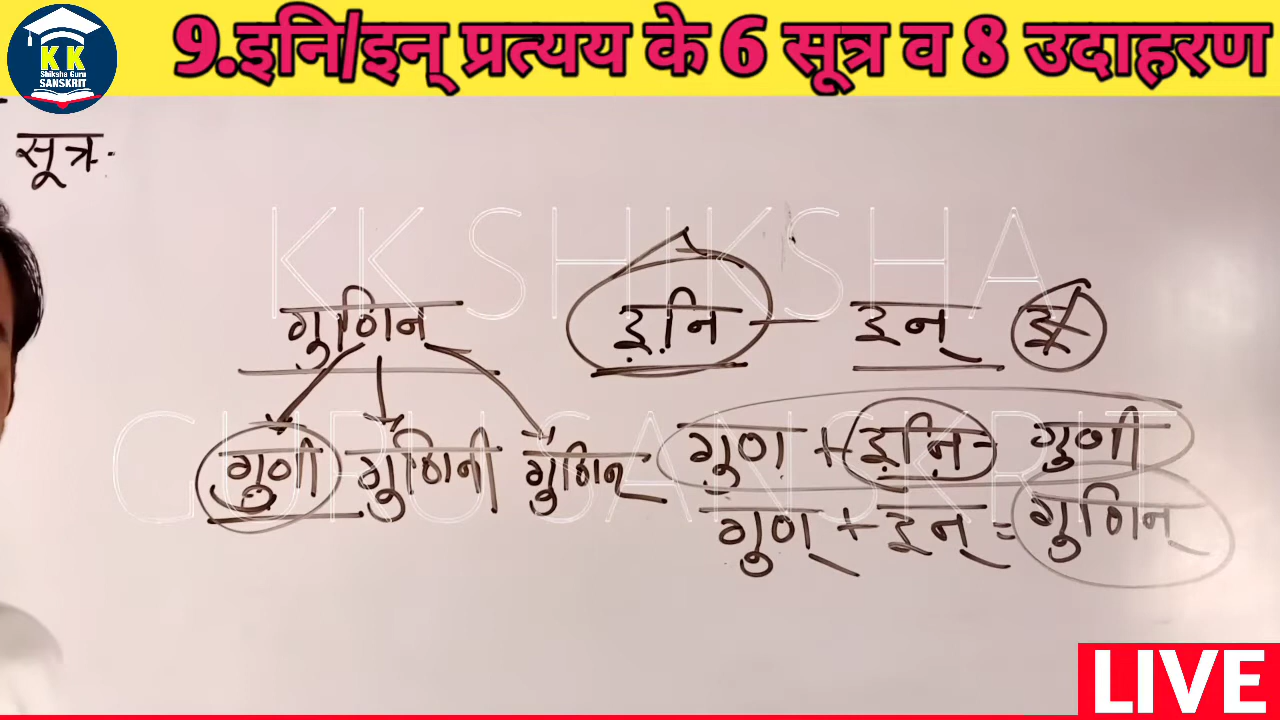 KK
Shiksha Guru
SANSKRIT
9.इनि/इन् प्रत्यय के 6 सूत्र व 8 उदाहरण
सूत्र.
KK SHIKSHA
गुणिन् इनि - इन् इ
GURU SANSKRIT
गुणी गुणिनी गुणिन् गुण + इनि = गुणी
गुण् + इन् = गुणिन्
LIVE